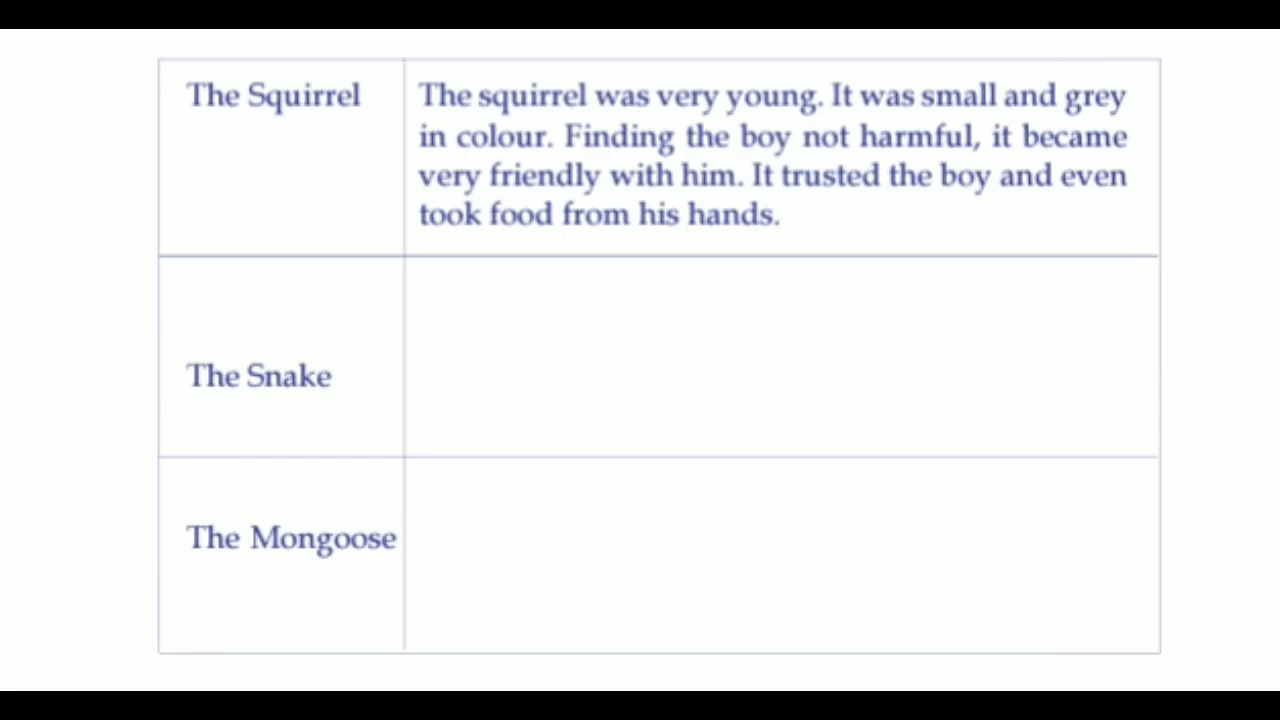 The Squirrel
The squirrel was very young. It was small and grey
in colour. Finding the boy not harmful, it became
very friendly with him. It trusted the boy and even
took food from his hands.
The Snake
The Mongoose